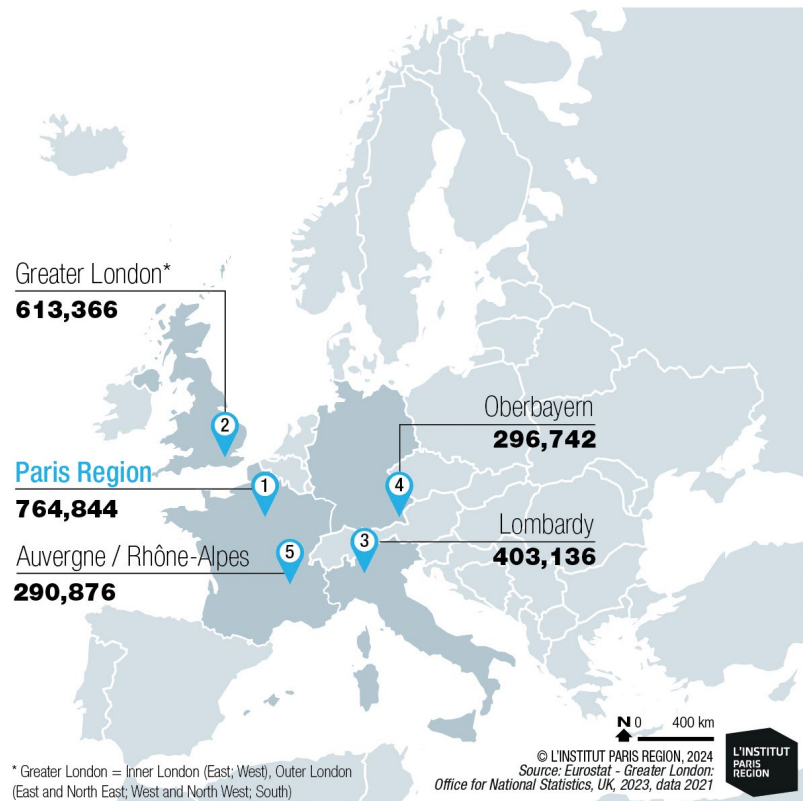 Greater London*
613,366
2
Oberbayern
296,742
Paris Region
764,844
1
4
Lombardy
403,136
3
Auvergne / Rhône-Alpes
290,876
5
N 0 400 km
* Greater London = Inner London (East; West), Outer London
(East and North East; West and North West; South)
© L'INSTITUT PARIS REGION, 2024
Source: Eurostat - Greater London:
Office for National Statistics, UK, 2023, data 2021
L'INSTITUT
PARIS
REGION